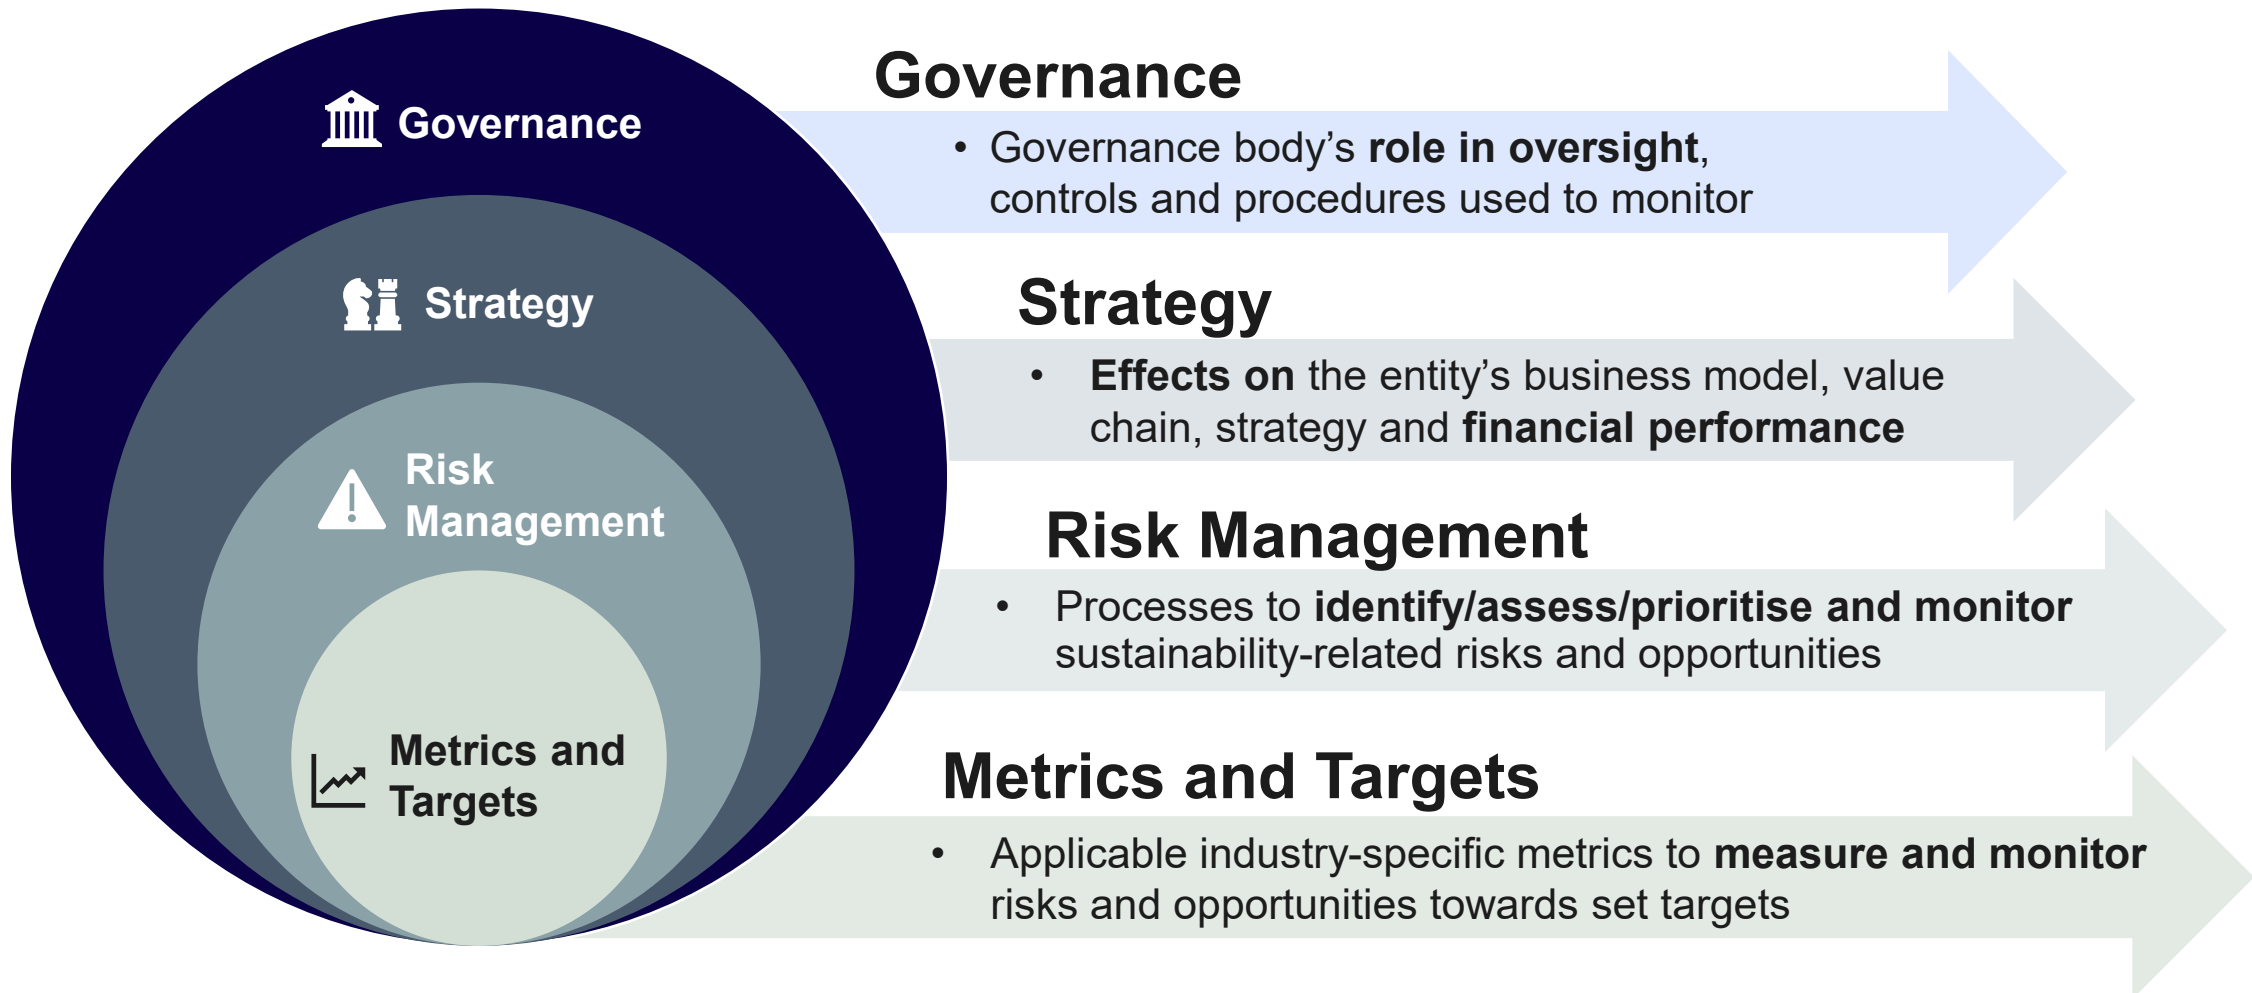 Governance
Strategy
Risk
Management
Metrics and
Targets
Governance
• Governance body’s role in oversight,
controls and procedures used to monitor
Strategy
• Effects on the entity’s business model, value
chain, strategy and financial performance
Risk Management
• Processes to identify/assess/prioritise and monitor
sustainability-related risks and opportunities
Metrics and Targets
• Applicable industry-specific metrics to measure and monitor
risks and opportunities towards set targets